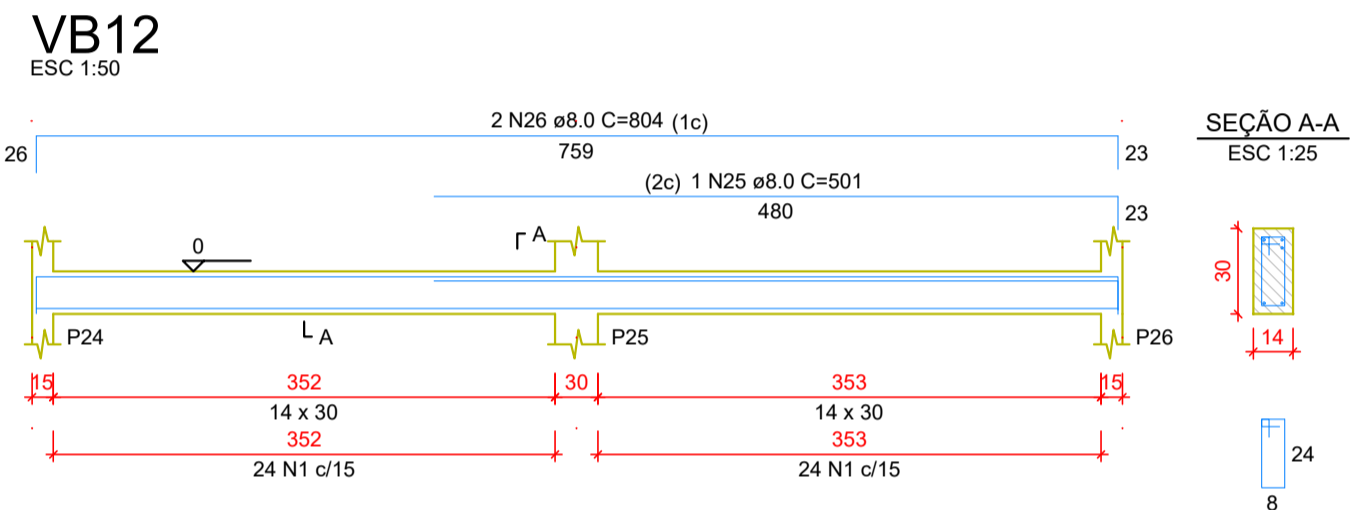 VB12
ESC 1:50
2 N26 ø8.0 C=804 (1c)
26
759
23
(2c) 1 N25 ø8.0 C=501
480
23
SEÇÃO A-A
ESC 1:25
0
A
A
P24
P25
P26
30
14
15
352
30
353
15
14 x 30
14 x 30
352
353
24 N1 c/15
24 N1 c/15
24
8